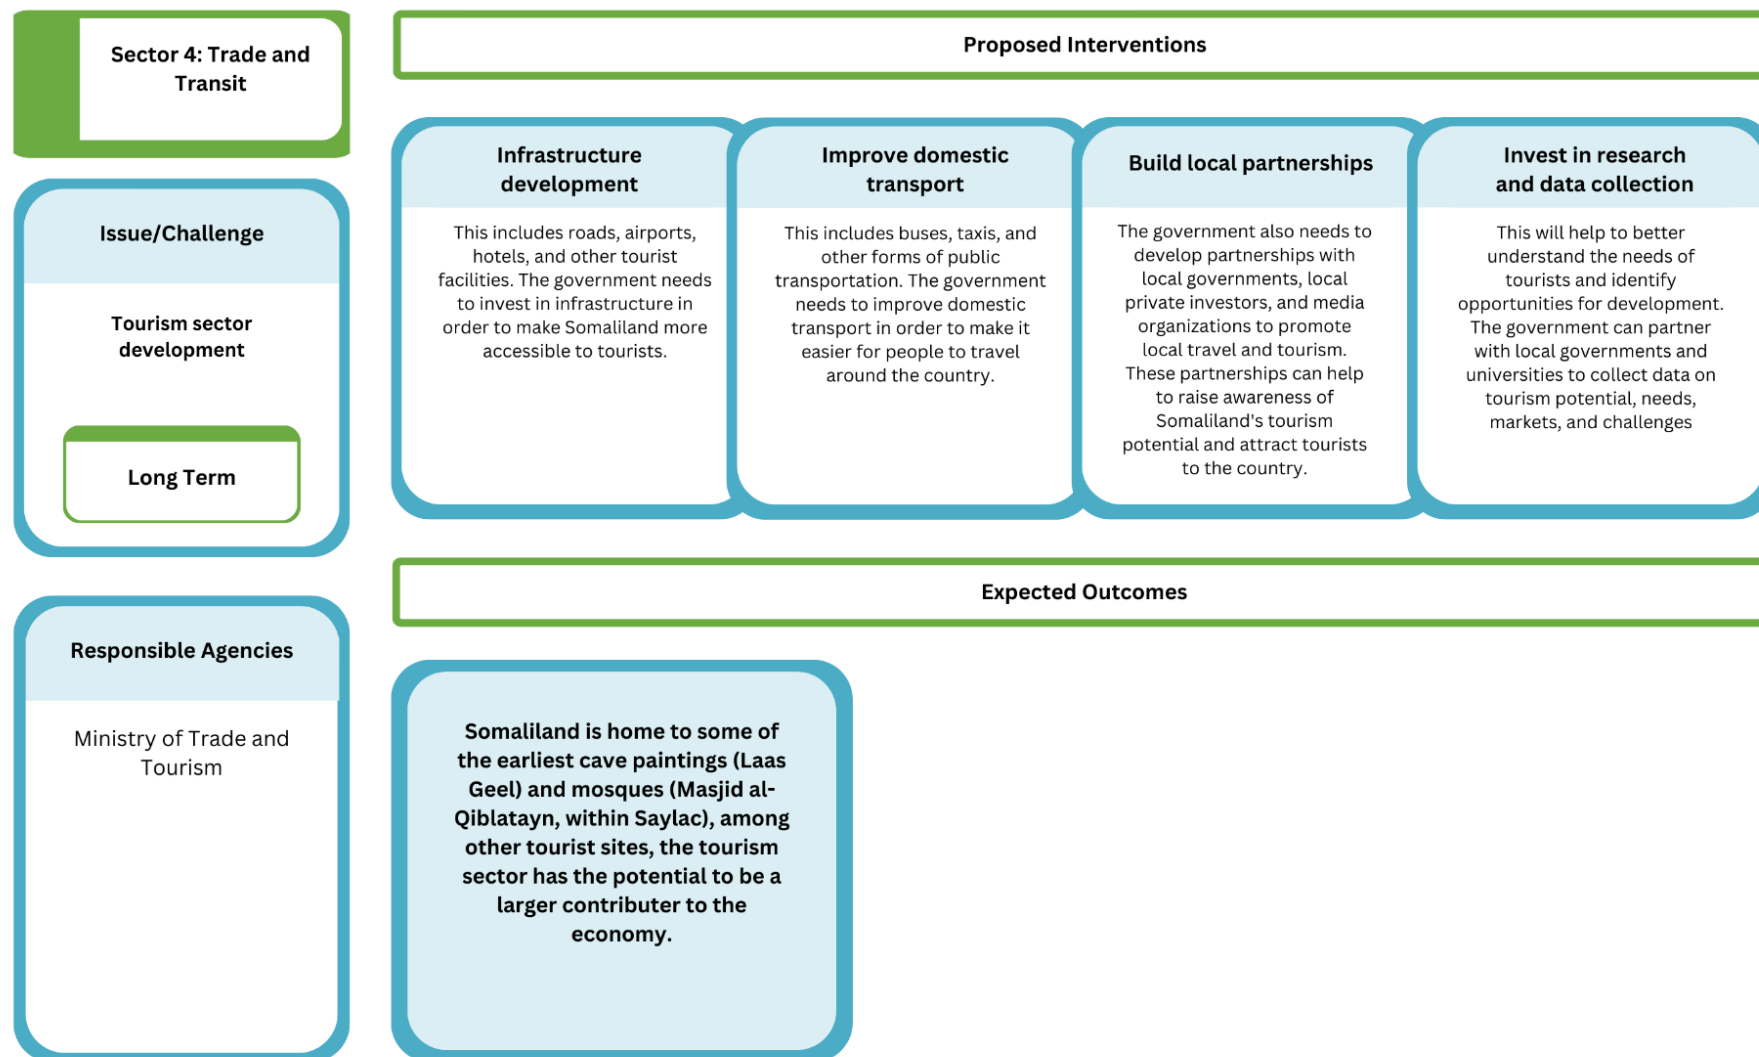 Sector 4: Trade and
Transit
Issue/Challenge
Tourism sector
development
Long Term
Responsible Agencies
Ministry of Trade and
Tourism
Proposed Interventions
Infrastructure
development
This includes roads, airports,
hotels, and other tourist
facilities. The government needs
to invest in infrastructure in
order to make Somaliland more
accessible to tourists.
Improve domestic
transport
This includes buses, taxis, and
other forms of public
transportation. The government
needs to improve domestic
transport in order to make it
easier for people to travel
around the country.
Build local partnerships
The government also needs to
develop partnerships with
local governments, local
private investors, and media
organizations to promote
local travel and tourism.
These partnerships can help
to raise awareness of
Somaliland's tourism
potential and attract tourists
to the country.
Invest in research
and data collection
This will help to better
understand the needs of
tourists and identify
opportunities for development.
The government can partner
with local governments and
universities to collect data on
tourism potential, needs,
markets, and challenges
Expected Outcomes
Somaliland is home to some of
the earliest cave paintings (Laas
Geel) and mosques (Masjid al-
Qiblatayn, within Saylac), among
other tourist sites, the tourism
sector has the potential to be a
larger contributer to the
economy.